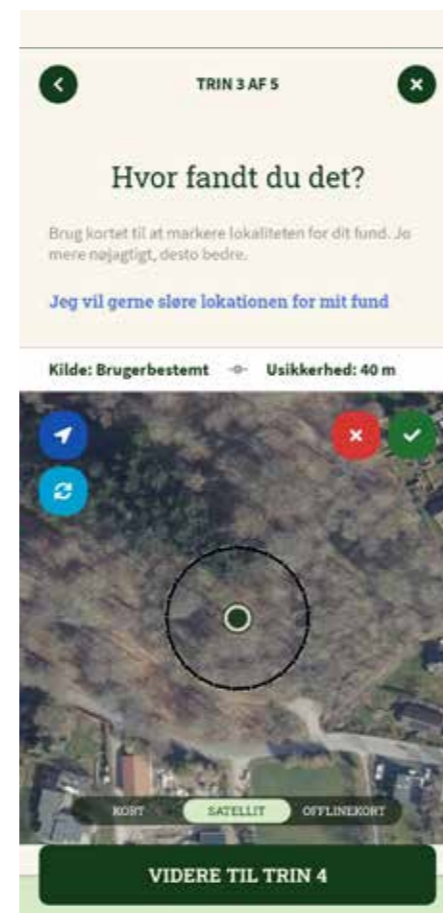 TRIN 3 AF 5
Hvor fandt du det?
Brug kortet til at markere lokaliteten for dit fund. Jo
mere nøjagtigt, desto bedre.
Jeg vil gerne sløre lokationen for mit fund
Kilde: Brugerbestemt Usikkerhed: 40 m
KORT SATELLIT OFFLINEKORT
VIDERE TIL TRIN 4